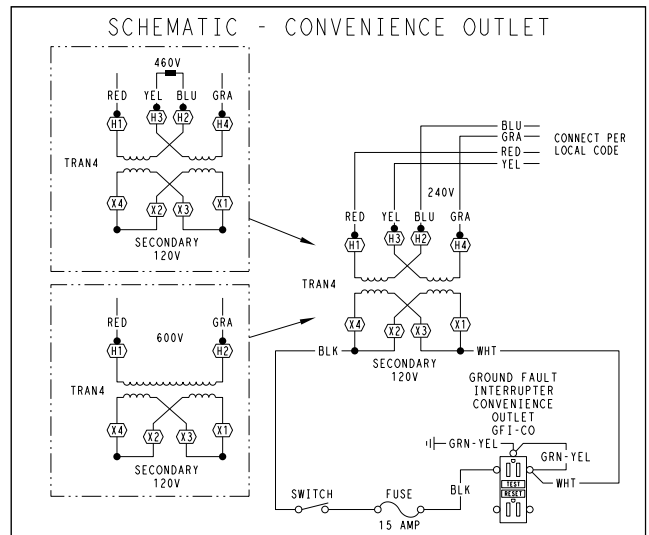 SCHEMATIC - CONVENIENCE OUTLET
460V
RED YEL BLU GRA
H1 H3 H2 H4
TRAN4
X4 X2 X3 X1
SECONDARY
120V
RED GRA
600V
H1 H2
TRAN4
X4 X2 X3 X1
SECONDARY
120V
BLU
GRA
RED
YEL
CONNECT PER
LOCAL CODE
240V
RED YEL BLU GRA
H1 H3 H2 H4
TRAN4
X4 X2 X3 X1
BLK WHT
SECONDARY
120V
GROUND FAULT
INTERRUPTER
CONVENIENCE
OUTLET
GFI-CO
GRN-YEL
GRN-YEL
TEST
RESET
WHT
BLK
SWITCH FUSE
15 AMP